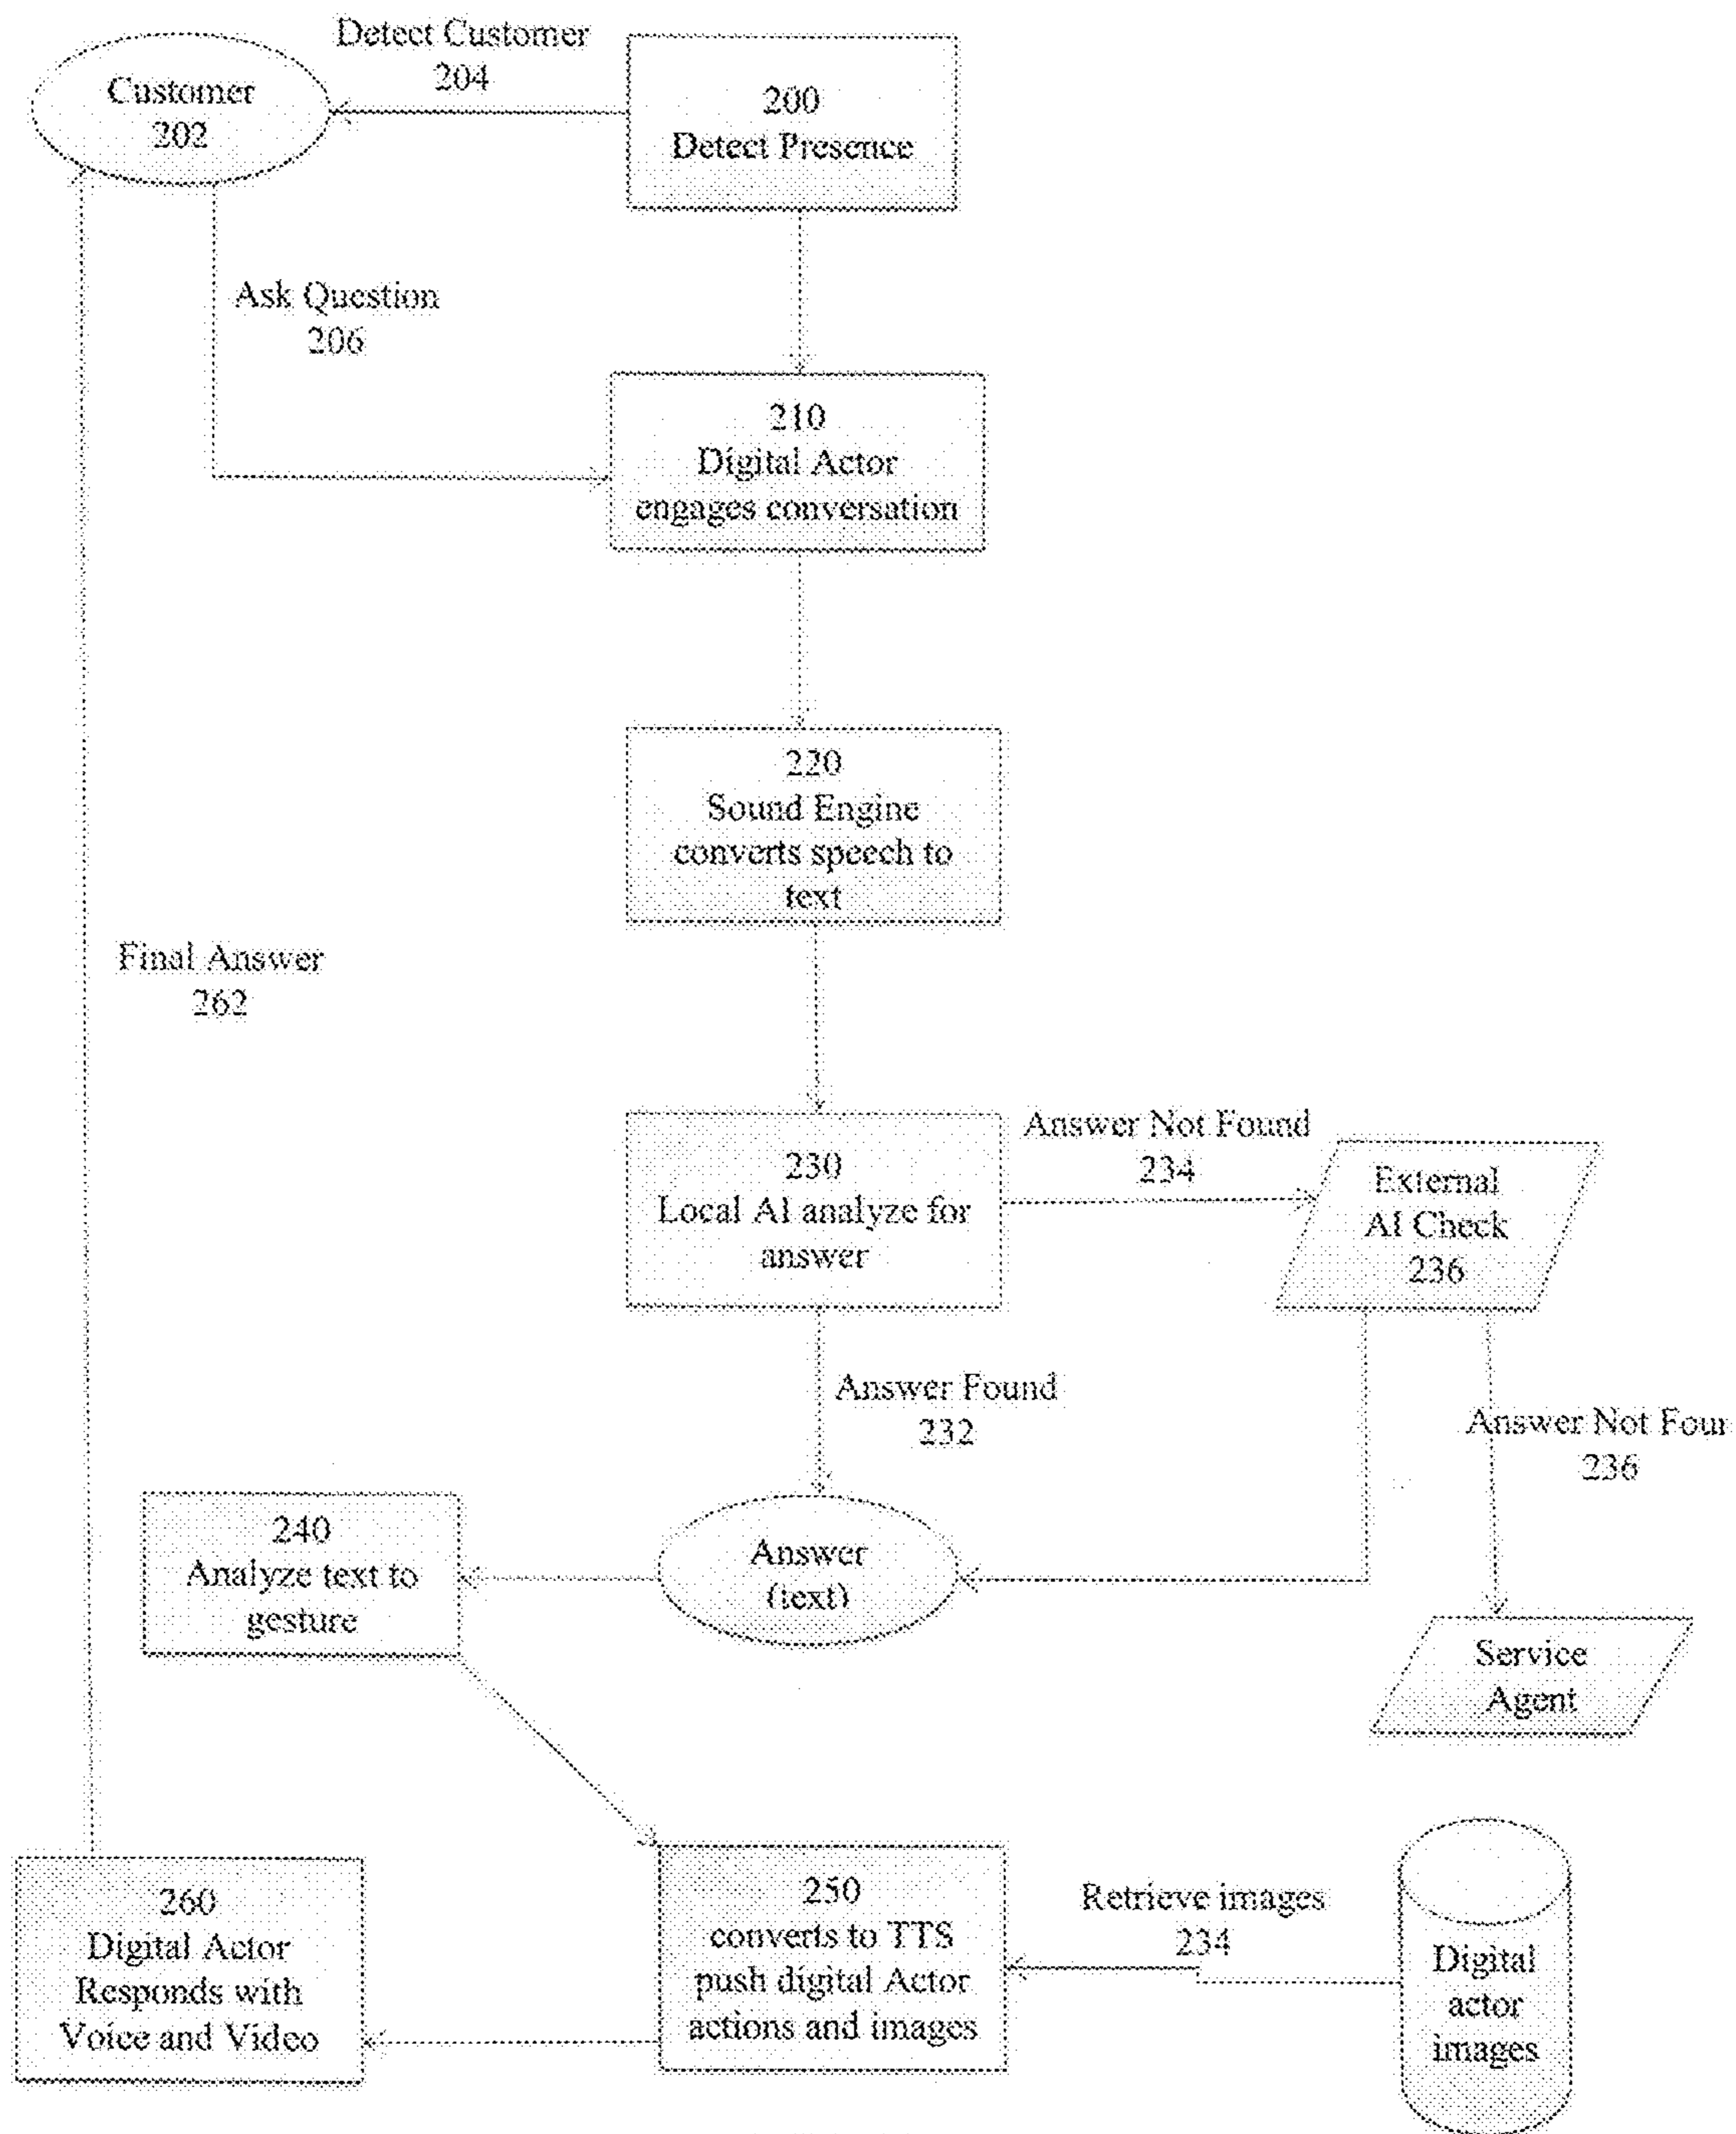 Detect Customer
204
Customer
202
200
Detect Presence
Ask Question
206
210
Digital Actor
engages conversation
220
Sound Engine
converts speech to
text
Final Answer
262
230
Local AI analyze for
answer
Answer Not Found
234
External
AI Check
236
Answer Found
232
Answer Not Foun
236
240
Analyze text to
gesture
Answer
(text)
Service
Agent
260
Digital Actor
Responds with
Voice and Video
250
converts to TTS
push digital Actor
actions and images
Retrieve images
234
Digital
actor
images